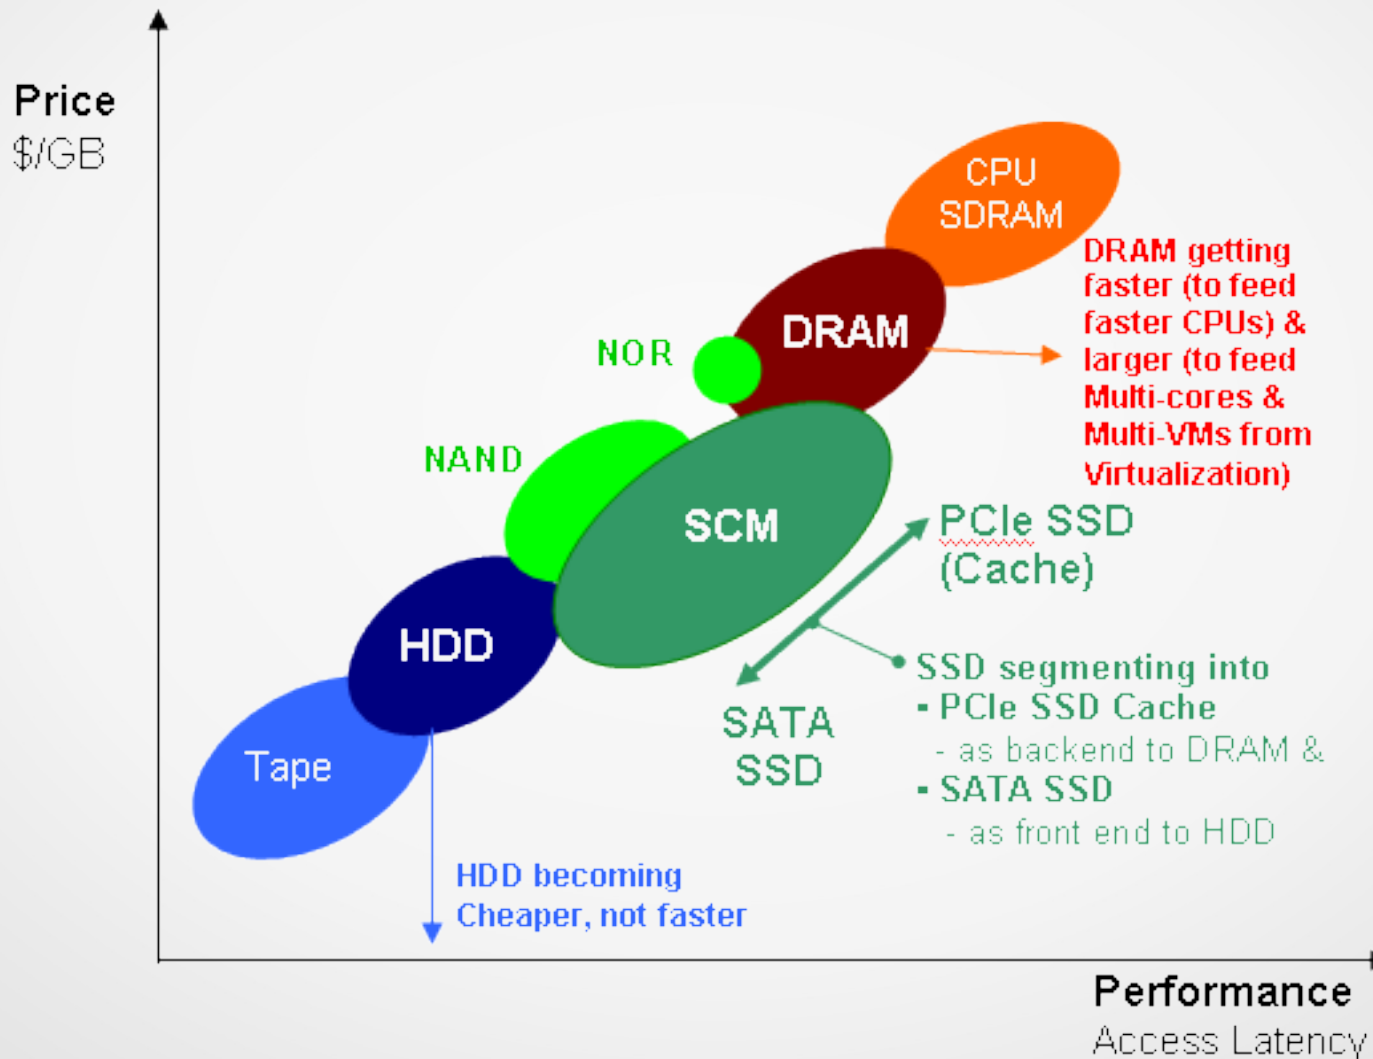 Price
$/GB
CPU
SDRAM
DRAM getting
faster (to feed
faster CPUs) &
larger (to feed
Multi-cores &
Multi-VMs from
Virtualization)
DRAM
NOR
NAND
SCM
PCIe SSD
(Cache)
HDD
SSD segmenting into
- PCIe SSD Cache
- as backend to DRAM &
- SATA SSD
- as front end to HDD
SATA
SSD
Tape
HDD becoming
Cheaper, not faster
Performance
Access Latency